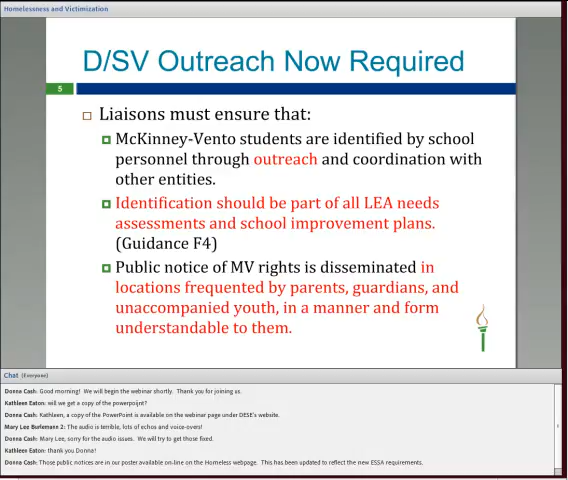 Homelessness and Victimization
D/SV Outreach Now Required
5
Liaisons must ensure that:
McKinney-Vento students are identified by school
personnel through outreach and coordination with
other entities.
Identification should be part of all LEA needs
assessments and school improvement plans.
(Guidance F4)
Public notice of MV rights is disseminated in
locations frequented by parents, guardians, and
unaccompanied youth, in a manner and form
understandable to them.
Chat (Everyone)
Donna Cash: Good morning! We will begin the webinar shortly. Thank you for joining us.
Kathleen Eaton: will we get a copy of the powerpoijnt?
Donna Cash: Kathleen, a copy of the PowerPoint is available on the webinar page under DESE's website.
Mary Lee Burlemann 2: The audio is terrible, lots of echos and voice-overs!
Donna Cash: Mary Lee, sorry for the audio issues. We will try to get those fixed.
Kathleen Eaton: thank you Donna!
Donna Cash: Those public notices are in our poster available on-line on the Homeless webpage. This has been updated to reflect the new ESSA requirements.